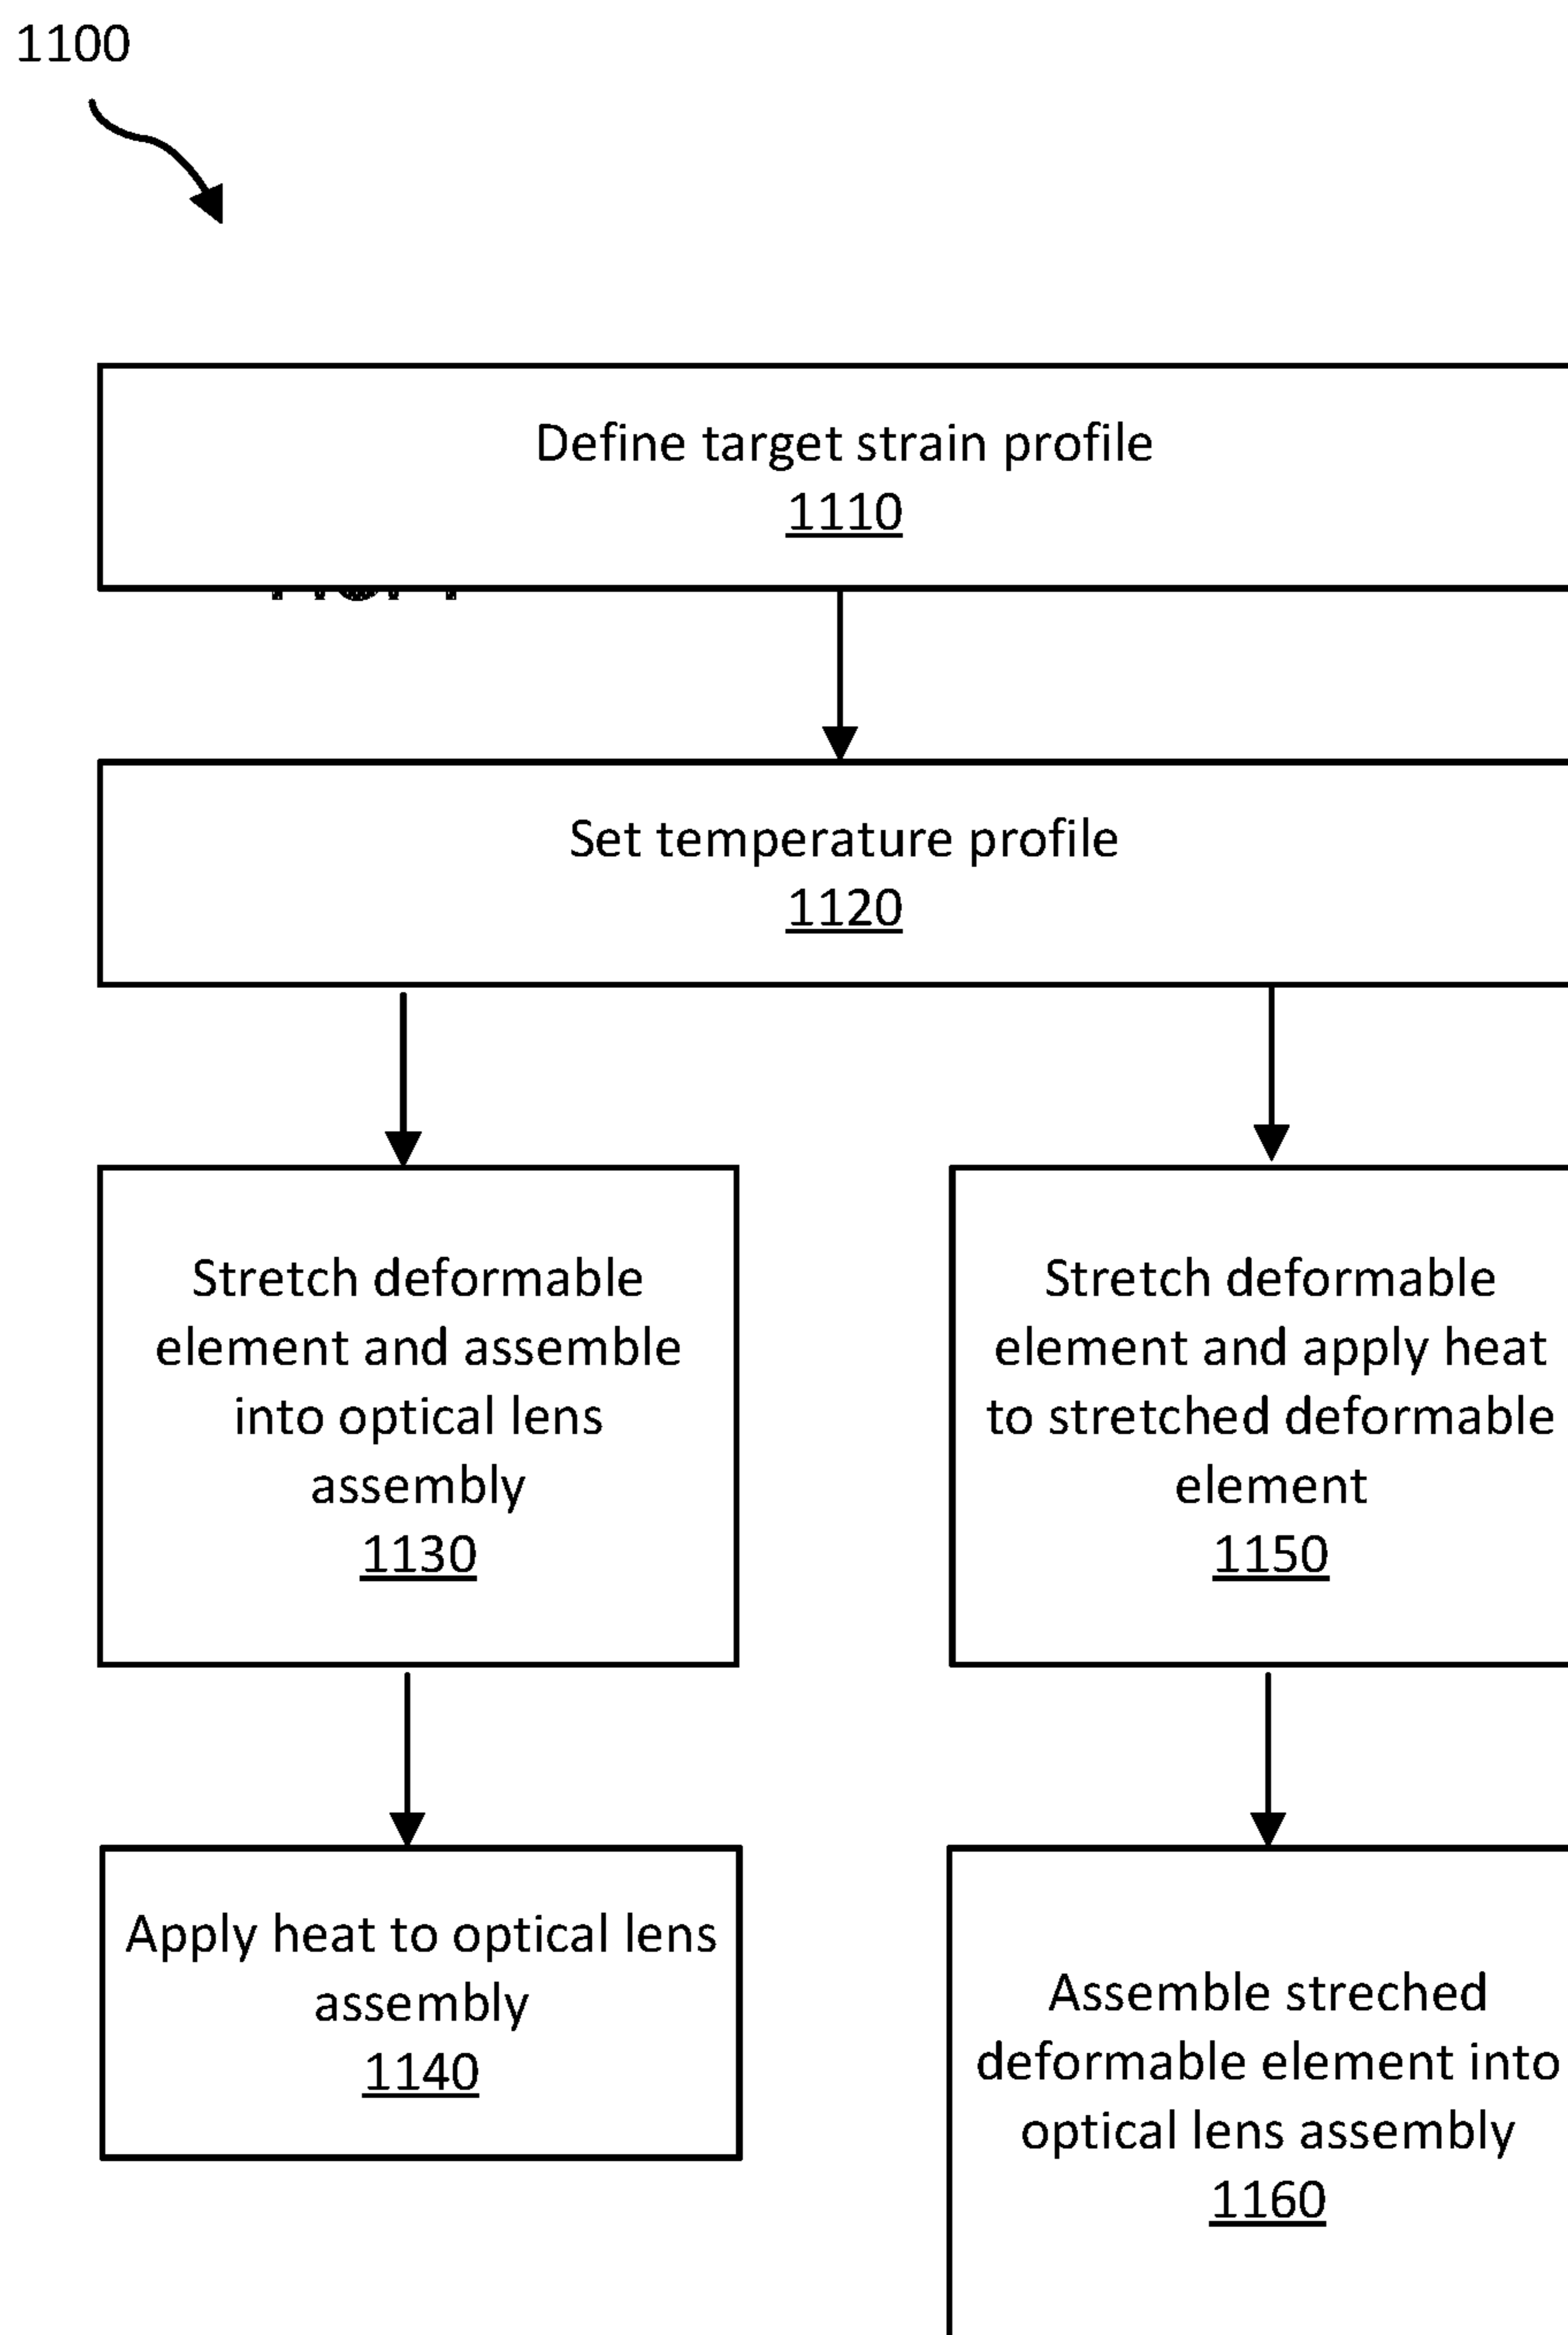 1100
Define target strain profile
1110
Set temperature profile
1120
Stretch deformable
element and assemble
into optical lens
assembly
1130
Stretch deformable
element and apply heat
to stretched deformable
element
1150
Apply heat to optical lens
assembly
1140
Assemble streched
deformable element into
optical lens assembly
1160